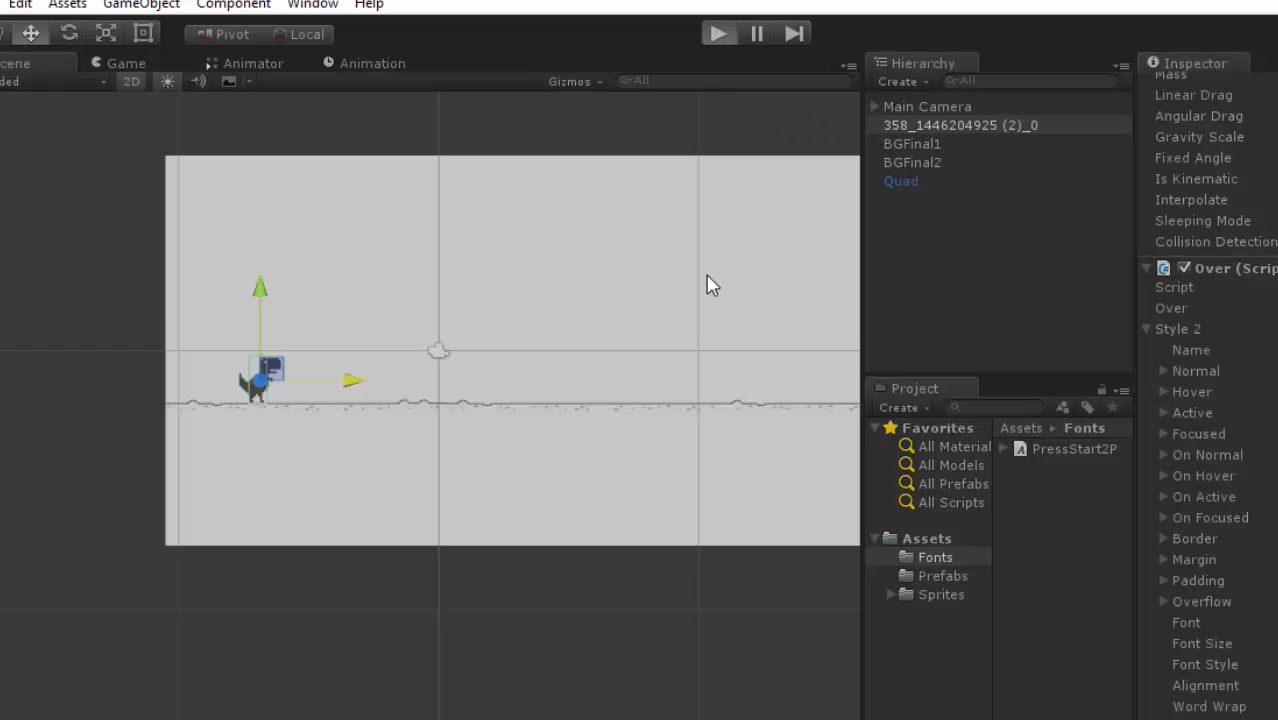 Edit Assets GameObject Component Window Help
Pivot Local
cene Game Animator Animation Hierarchy Inspector
ded 2D Gizmos All Create All
Mass
Main Camera
Linear Drag
358_1446204925 (2)_0
Angular Drag
BGFinal1
Gravity Scale
BGFinal2
Fixed Angle
Quad
Is Kinematic
Interpolate
Sleeping Mode
Collision Detection
Over (Scrip
Script
Over
Style 2
Name
Normal
Project
Hover
Create
Active
Favorites Assets Fonts
Focused
All Material PressStart2P
On Normal
All Models
On Hover
All Prefabs
On Active
All Scripts
On Focused
Assets
Border
Fonts
Margin
Prefabs
Padding
Sprites
Overflow
Font
Font Size
Font Style
Alignment
Word Wrap